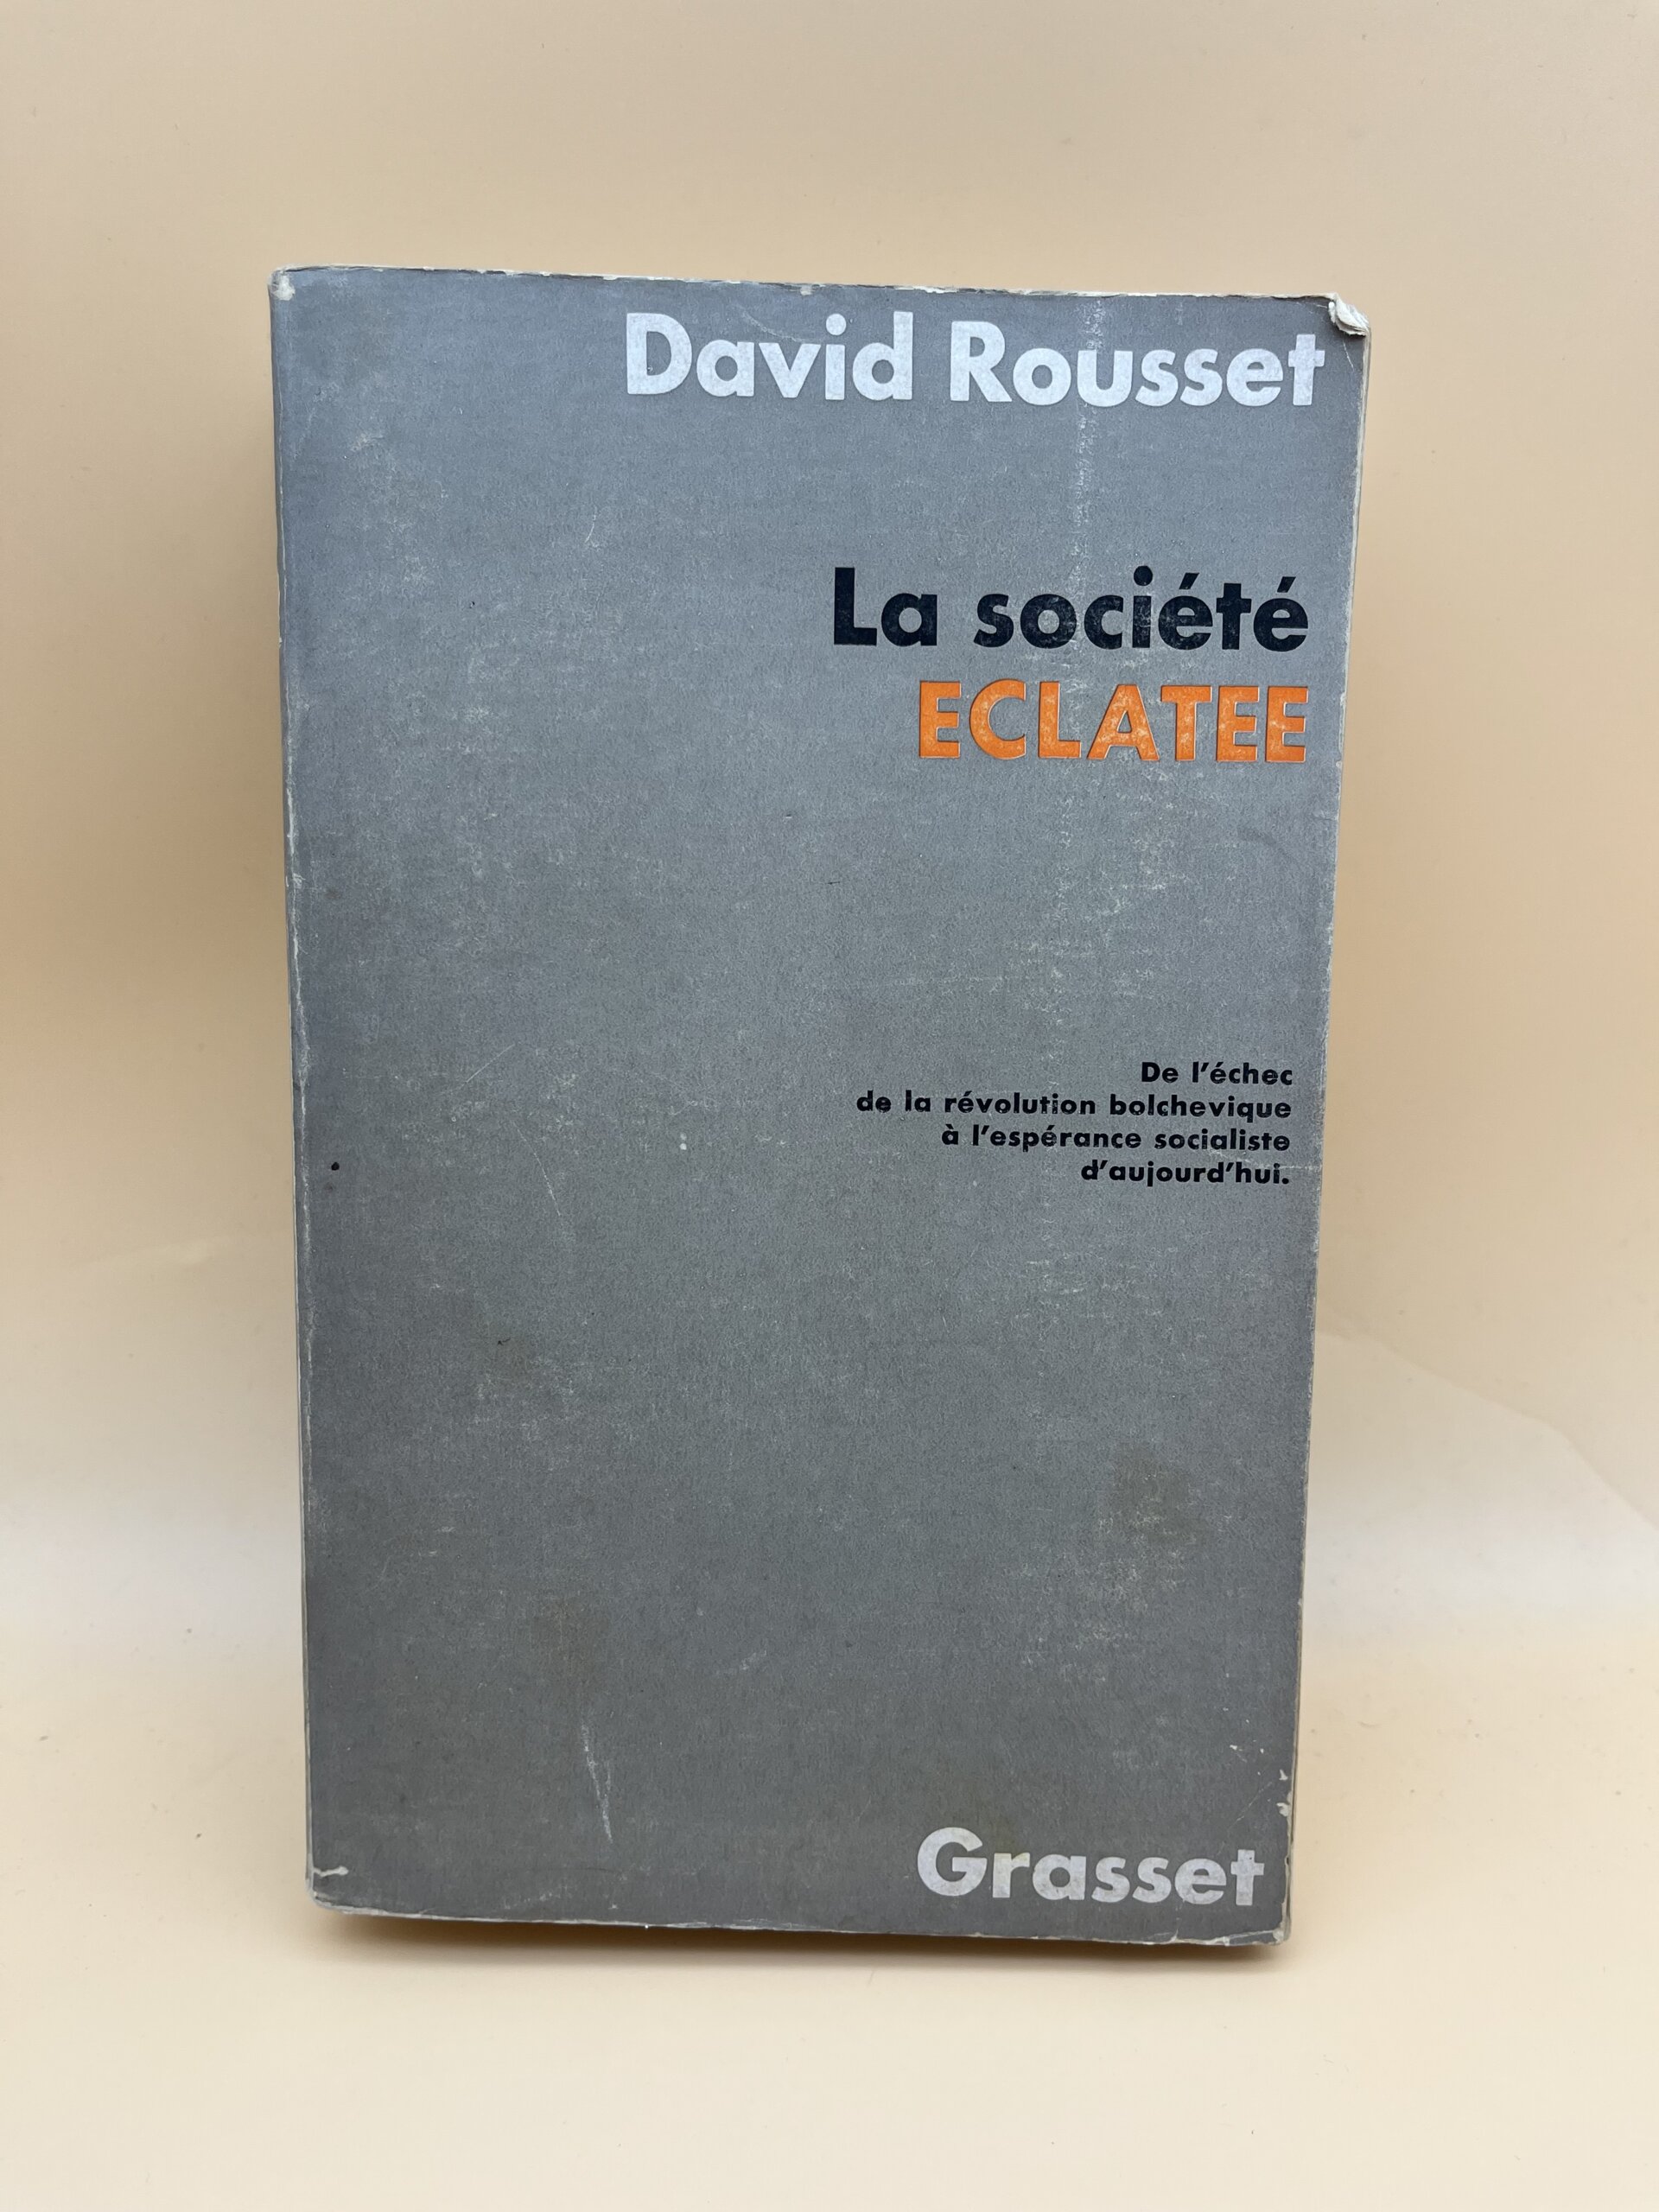 David Rousset
La société
ECLATEE
De l'échec
de la révolution bolchevique
à l'espérance socialiste
d'aujourd'hui.
Grasset